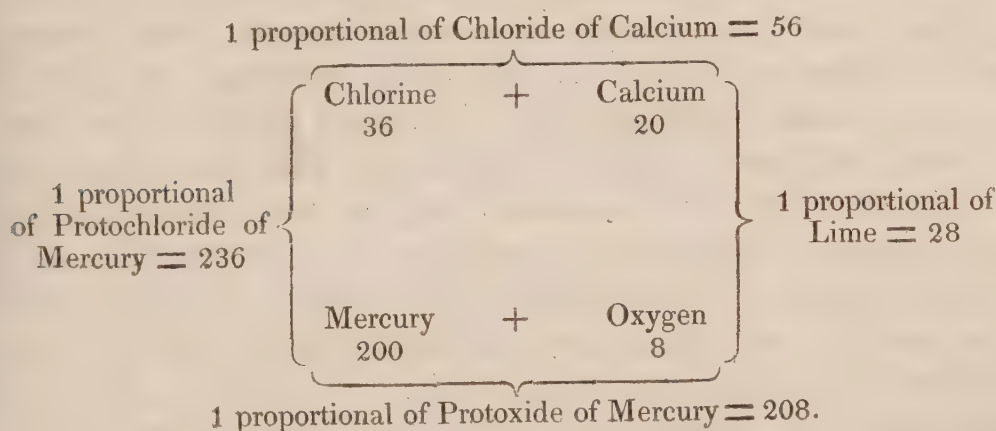 1 proportional of Chloride of Calcium = 56
Chlorine + Calcium
36 20
1 proportional
of Protochloride of
Mercury = 236
1 proportional of
Lime = 28
Mercury + Oxygen
200 8
1 proportional of Protoxide of Mercury = 208.